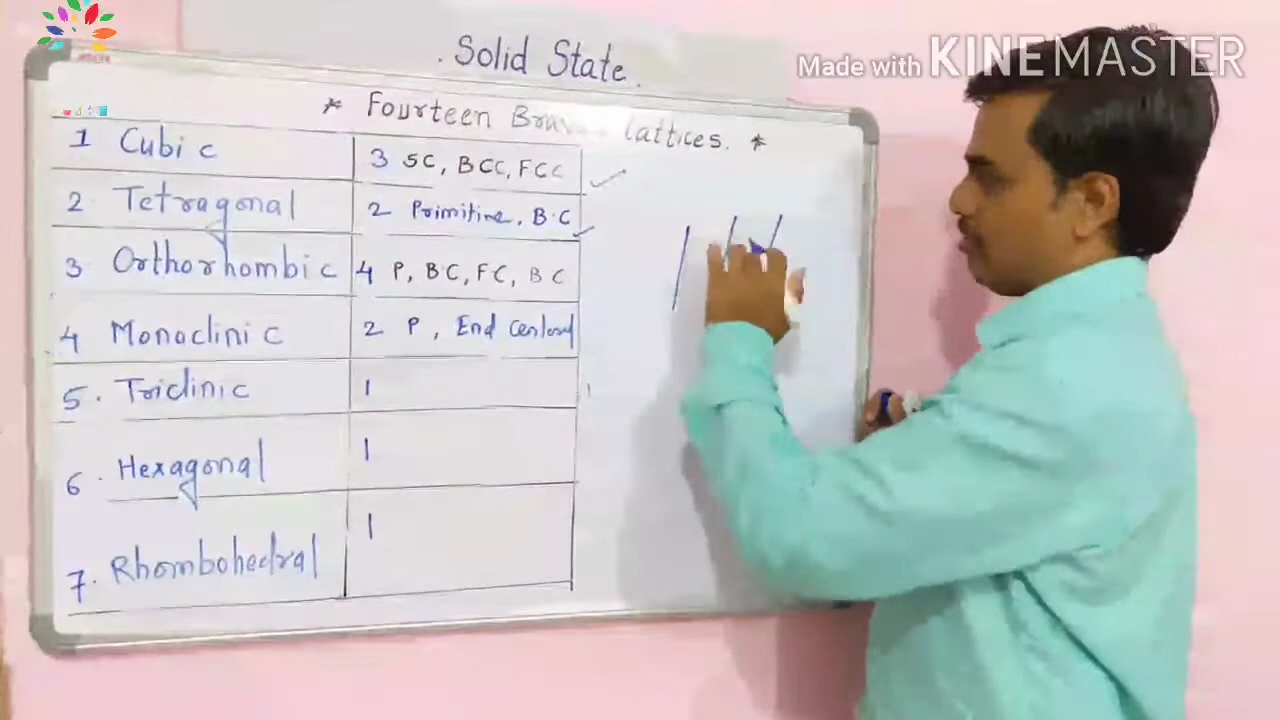 Solid State.
Made with KINEMASTER
* Fourteen lattices. *
1 Cubic 3 SC, BCC, FCC
2 Tetragonal 2 Primitive, B.C
3 Orthorhombic 4 P, BC, FC, BC
4 Monoclinic 2 P, End
5. Triclinic 1
6. Hexagonal 1
7. Rhombohedral 1